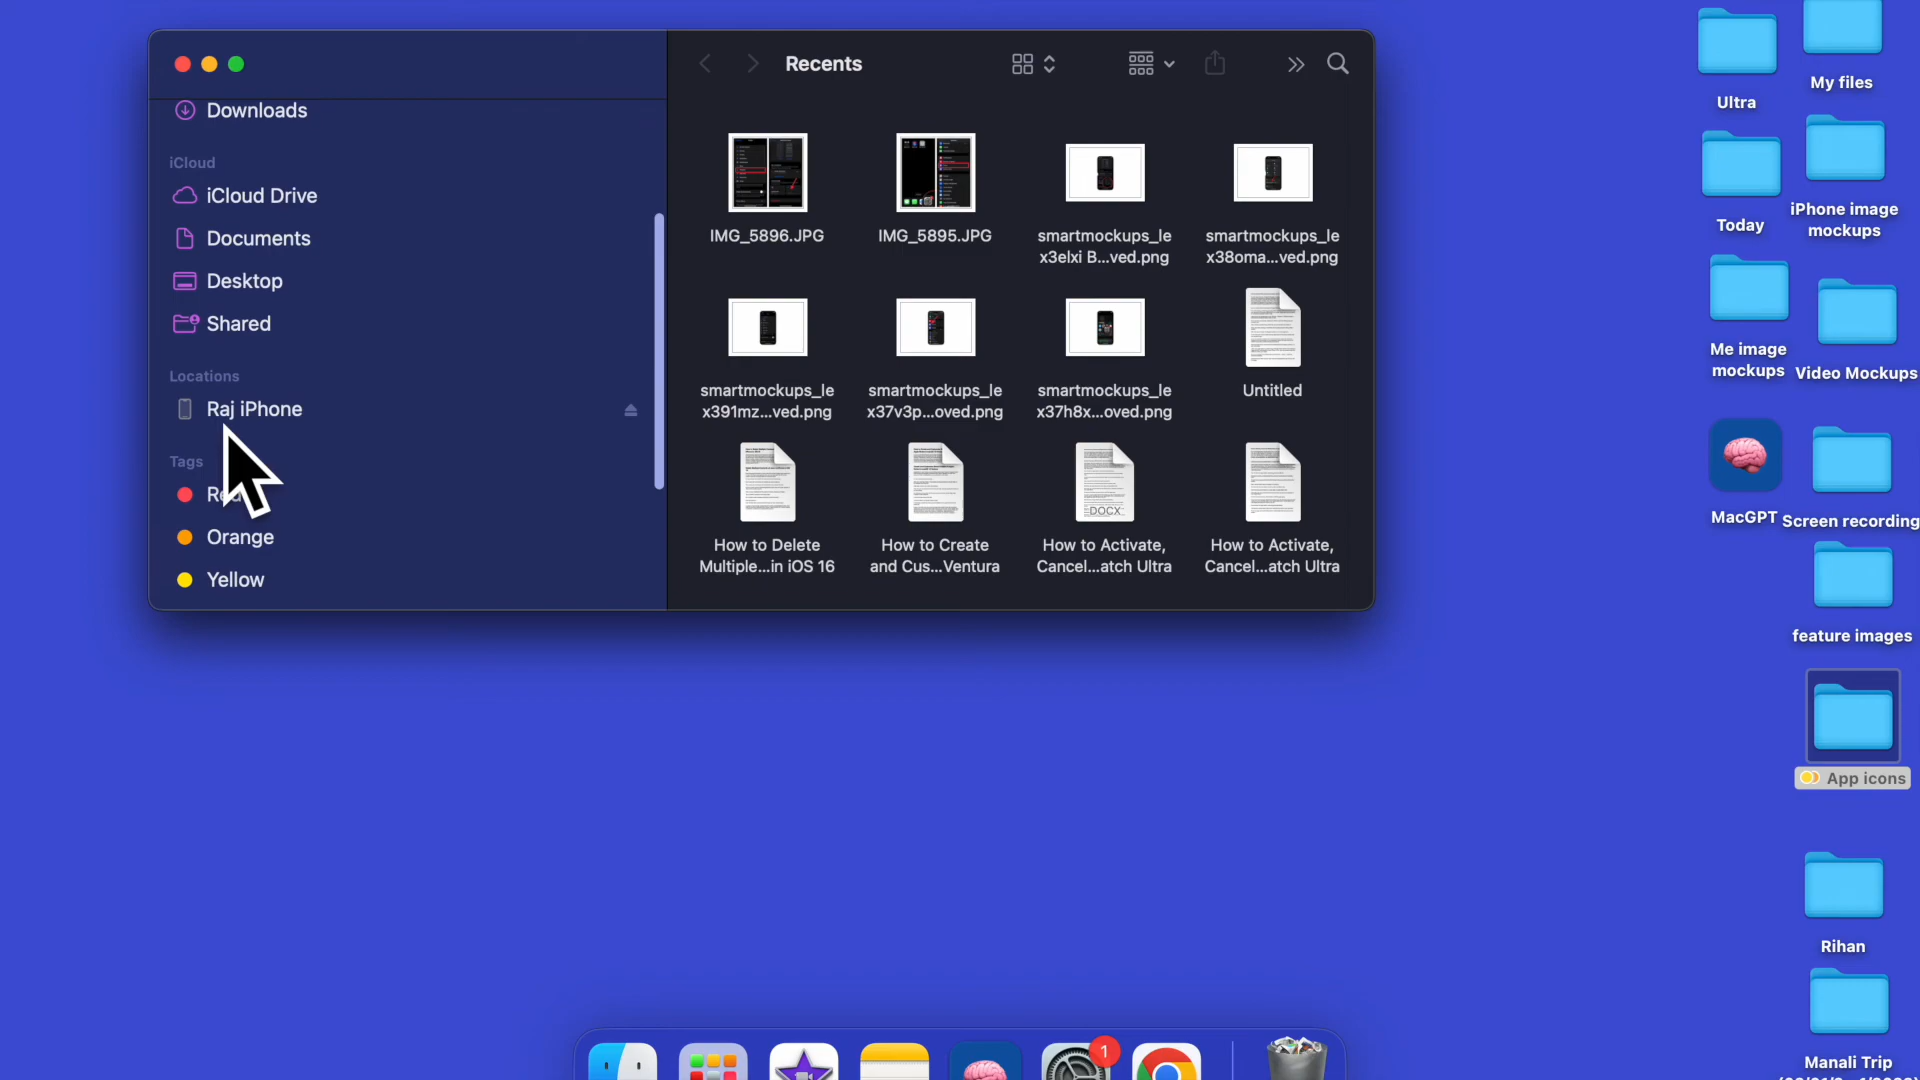 Recents
Downloads
iCloud
iCloud Drive
Documents
Desktop
Shared
Locations
Raj iPhone
Tags
Orange
Yellow
IMG_5896.JPG
IMG_5895.JPG
smartmockups_le
x3elxi B...ved.png
smartmockups_le
x38oma...ved.png
smartmockups_le
x391mz...ved.png
smartmockups_le
x37v3p...oved.png
smartmockups_le
x37h8x...oved.png
Untitled
How to Delete
Multiple...in iOS 16
How to Create
and Cus...Ventura
DOCX
How to Activate,
Cancel...atch Ultra
How to Activate,
Cancel...atch Ultra
Ultra
My files
Today
iPhone image
mockups
Me image
mockups
Video Mockups
MacGPT
Screen recording
feature images
App icons
Rihan
Manali Trip
1